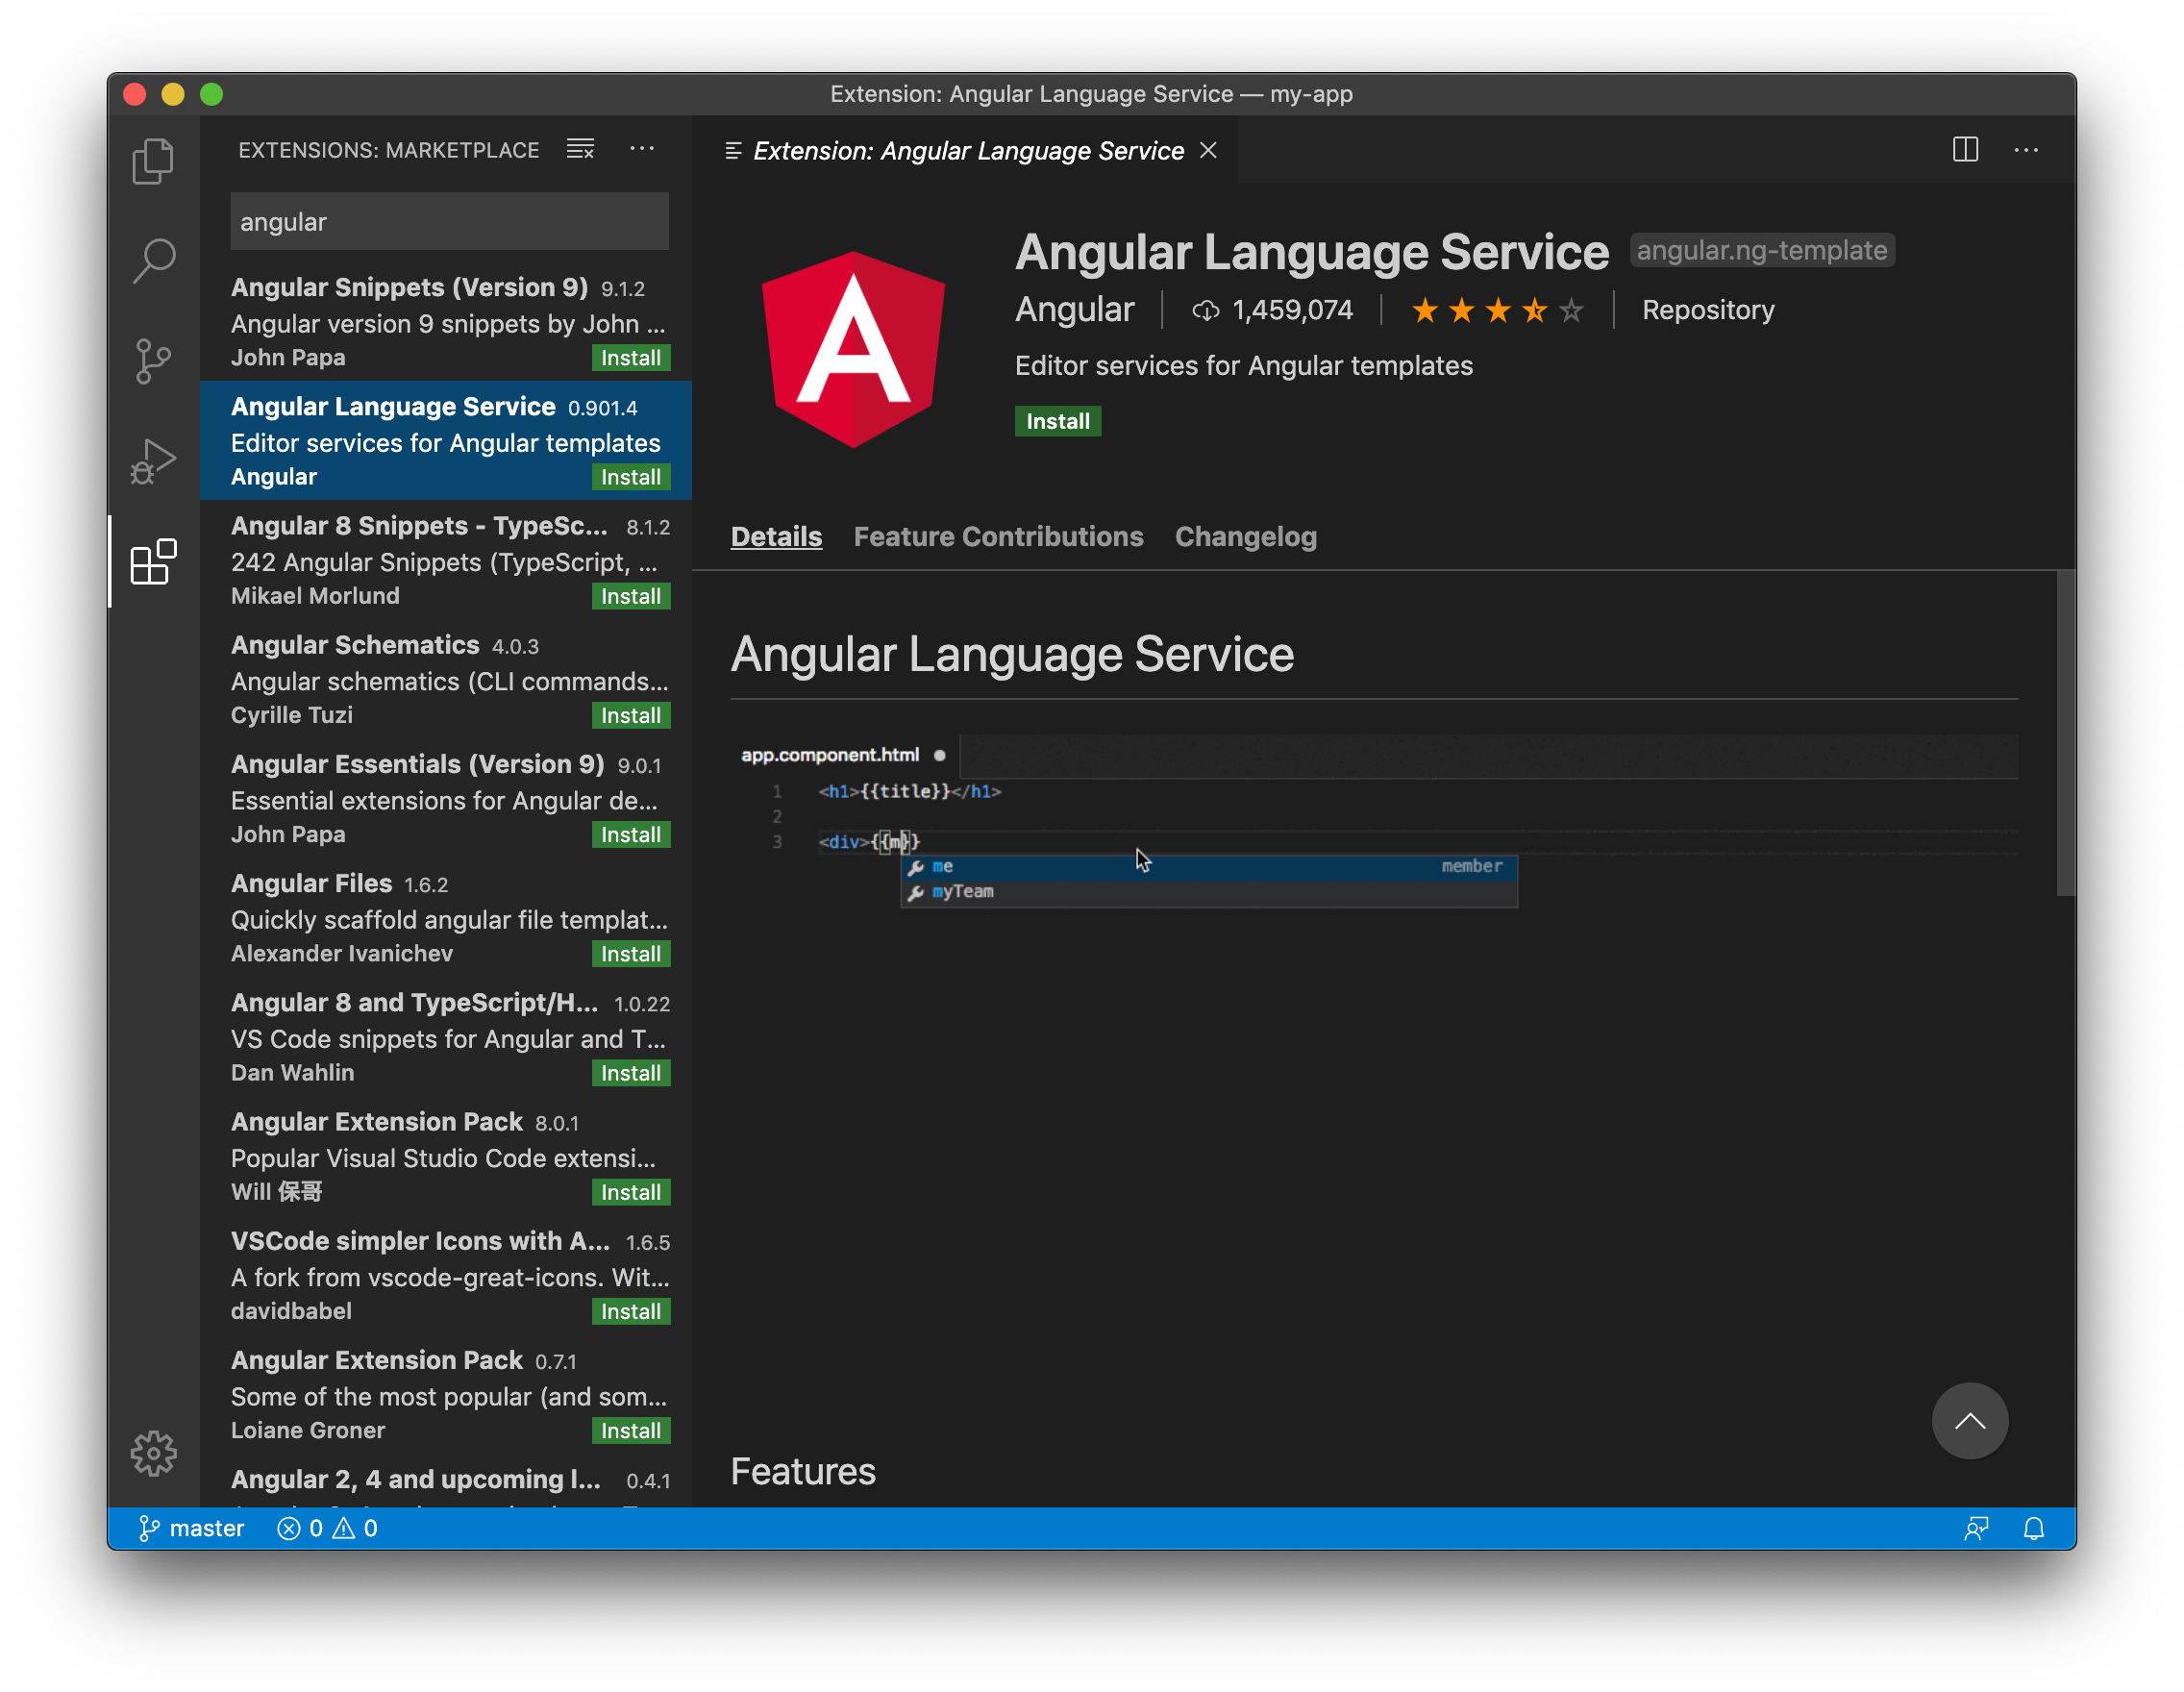 Extension: Angular Language Service — my-app
EXTENSIONS: MARKETPLACE
angular
Angular Snippets (Version 9) 9.1.2
Angular version 9 snippets by John ...
John Papa Install
Angular Language Service 0.901.4
Editor services for Angular templates
Angular Install
Angular 8 Snippets - TypeSc... 8.1.2
242 Angular Snippets (TypeScript, ...
Mikael Morlund Install
Angular Schematics 4.0.3
Angular schematics (CLI commands...
Cyrille Tuzi Install
Angular Essentials (Version 9) 9.0.1
Essential extensions for Angular de...
John Papa Install
Angular Files 1.6.2
Quickly scaffold angular file templat...
Alexander Ivanichev Install
Angular 8 and TypeScript/H... 1.0.22
VS Code snippets for Angular and T...
Dan Wahlin Install
Angular Extension Pack 8.0.1
Popular Visual Studio Code extensi...
Will 保哥 Install
VSCode simpler Icons with A... 1.6.5
A fork from vscode-great-icons. Wit...
davidbabel Install
Angular Extension Pack 0.7.1
Some of the most popular (and som...
Loiane Groner Install
Angular 2, 4 and upcoming l... 0.4.1
Extension: Angular Language Service
Angular Language Service angular.ng-template
Angular 1,459,074 Repository
Editor services for Angular templates
Install
Details Feature Contributions Changelog
Angular Language Service
app.component.html
1 <h1>{{title}}</h1>
2
3 <div>{{m}}
me member
myTeam
Features
master 0 0